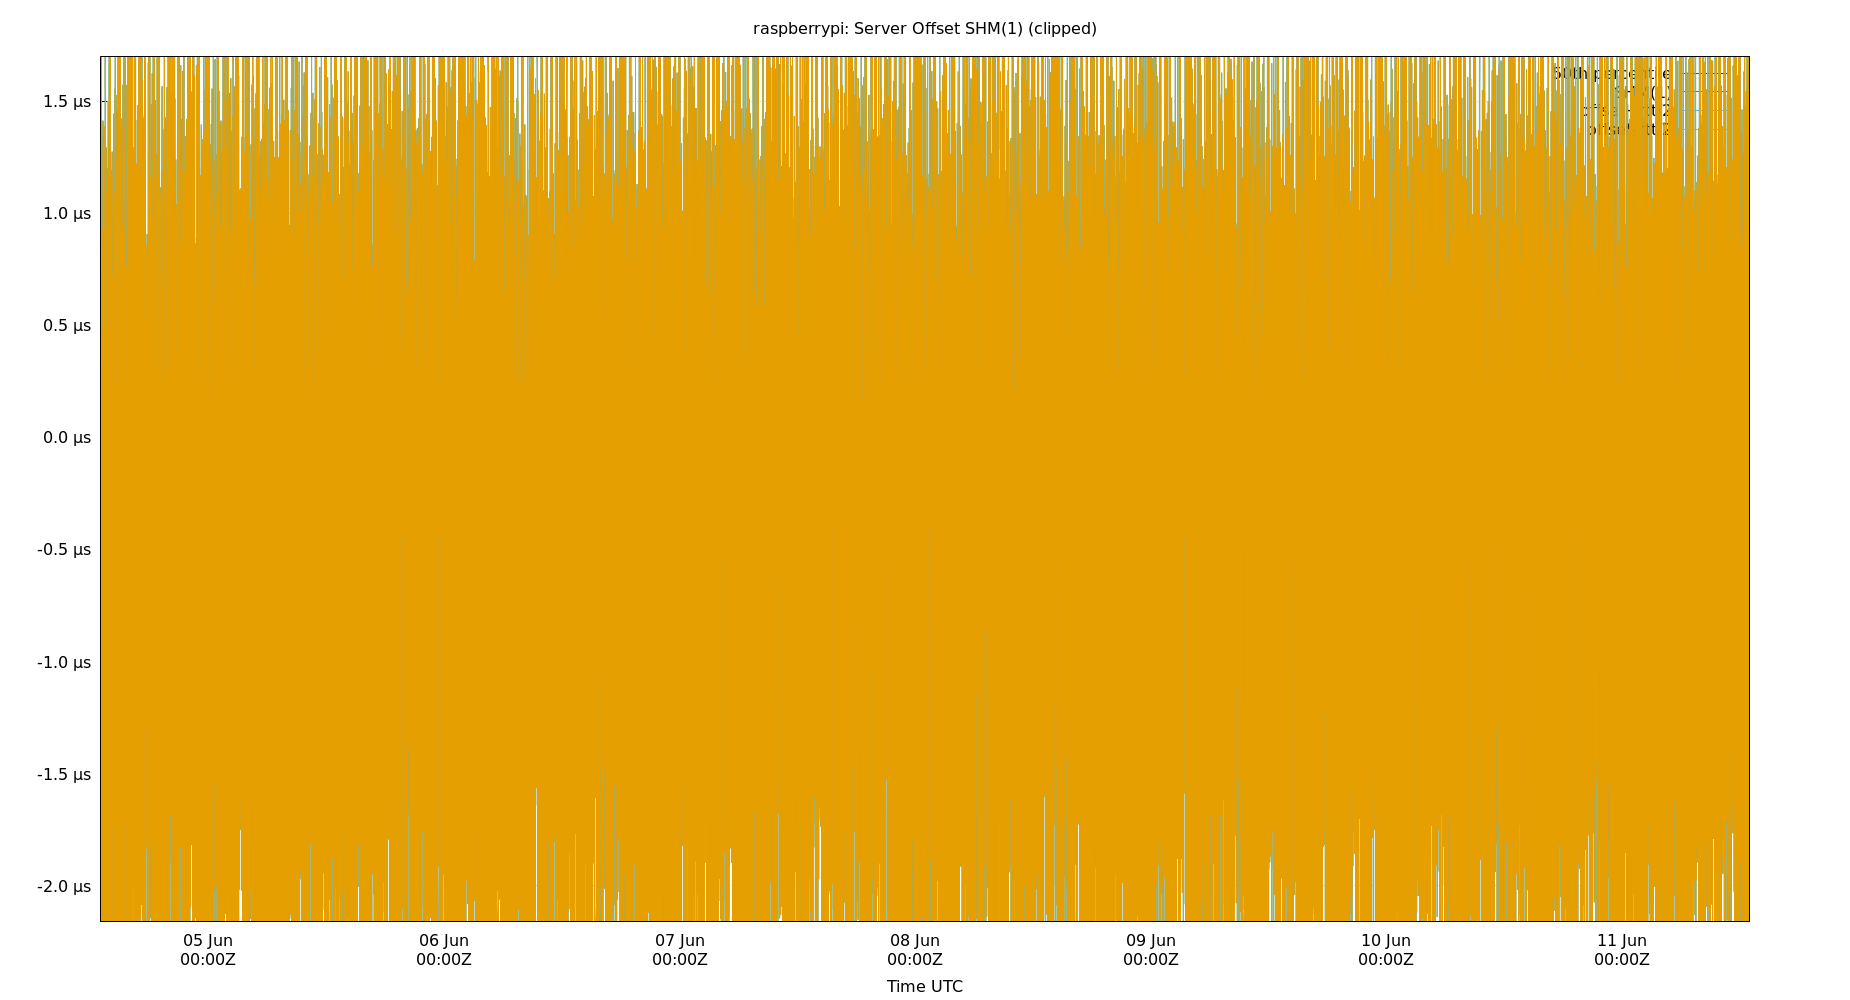 raspberrypi: Server Offset SHM(1) (clipped)
1.5 µs
1.0 µs
0.5 µs
0.0 µs
-0.5 µs
-1.0 µs
-1.5 µs
-2.0 µs
05 Jun
00:00Z
06 Jun
00:00Z
07 Jun
00:00Z
08 Jun
00:00Z
09 Jun
00:00Z
10 Jun
00:00Z
11 Jun
00:00Z
Time UTC